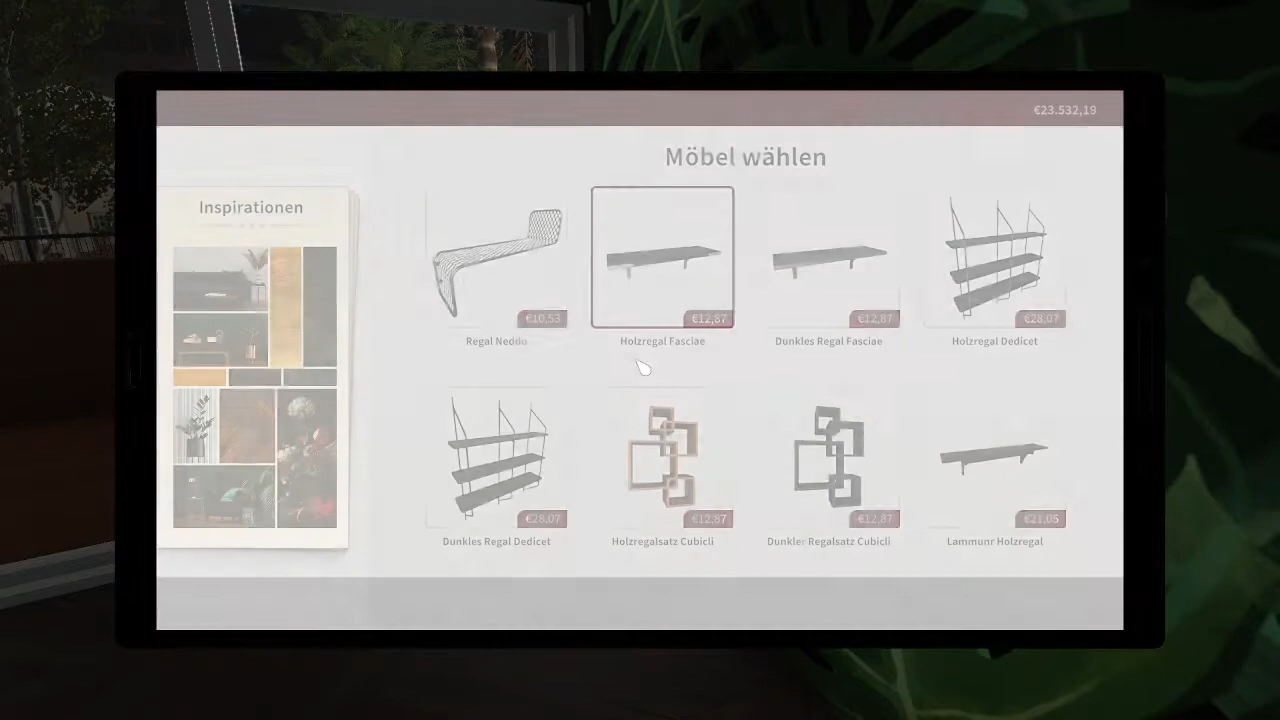 €23.532,19
Möbel wählen
Inspirationen
€10,53
€12,87
€12,87
€28,07
Regal Neddo
Holzregal Fasciae
Dunkles Regal Fasciae
Holzregal Dedicet
€28,07
€12,87
€12,87
€21,05
Dunkles Regal Dedicet
Holzregalsatz Cubicli
Dunkler Regalsatz Cubicli
Lammunr Holzregal